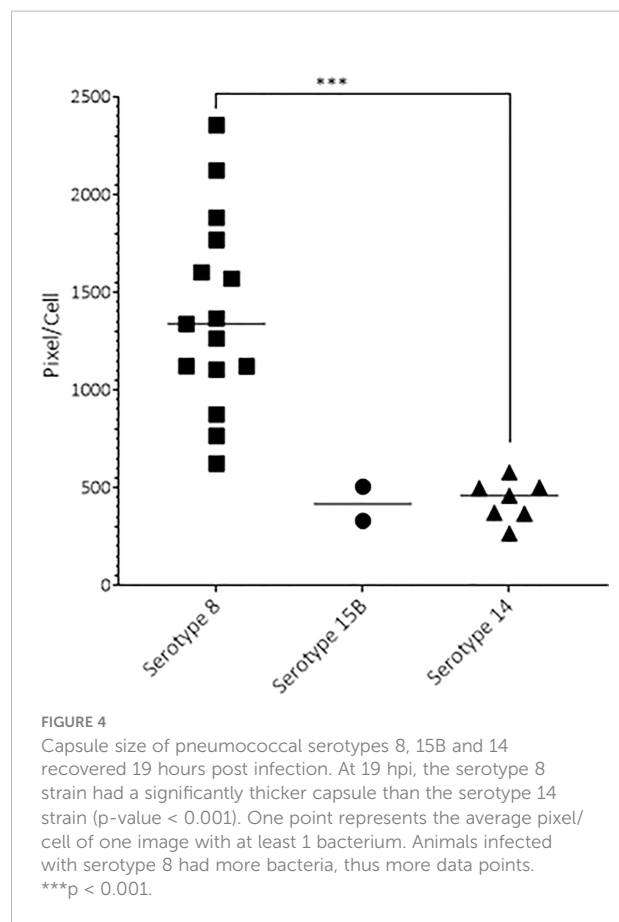 ***
2500
2000
1500
1000
500
0
Pixel/Cell
Serotype 8
Serotype 15B
Serotype 14
FIGURE 4
Capsule size of pneumococcal serotypes 8, 15B and 14
recovered 19 hours post infection. At 19 hpi, the serotype 8
strain had a significantly thicker capsule than the serotype 14
strain (p-value < 0.001). One point represents the average pixel/
cell of one image with at least 1 bacterium. Animals infected
with serotype 8 had more bacteria, thus more data points.
***p < 0.001.